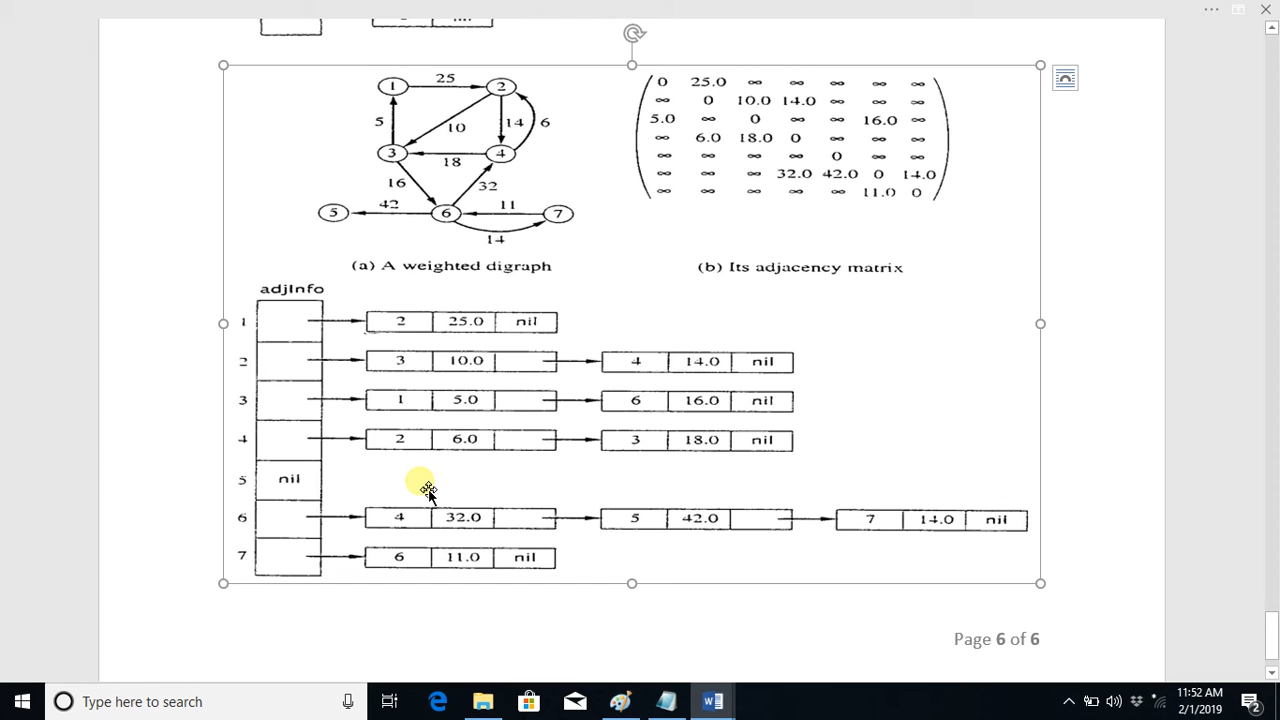 1 25 2
5 10 14 6
3 18 4
16 32
5 42 6 11 7
14
(a) A weighted digraph
0 25.0 ∞ ∞ ∞ ∞ ∞
∞ 0 10.0 14.0 ∞ ∞ ∞
5.0 ∞ 0 ∞ ∞ 16.0 ∞
∞ 6.0 18.0 0 ∞ ∞ ∞
∞ ∞ ∞ ∞ 0 ∞ ∞
∞ ∞ ∞ 32.0 42.0 0 14.0
∞ ∞ ∞ ∞ ∞ 11.0 0
(b) Its adjacency matrix
adjInfo
1 2 25.0 nil
2 3 10.0 4 14.0 nil
3 1 5.0 6 16.0 nil
4 2 6.0 3 18.0 nil
5 nil
6 4 32.0 5 42.0 7 14.0 nil
7 6 11.0 nil
Page 6 of 6
Type here to search
11:52 AM
2/1/2019
2